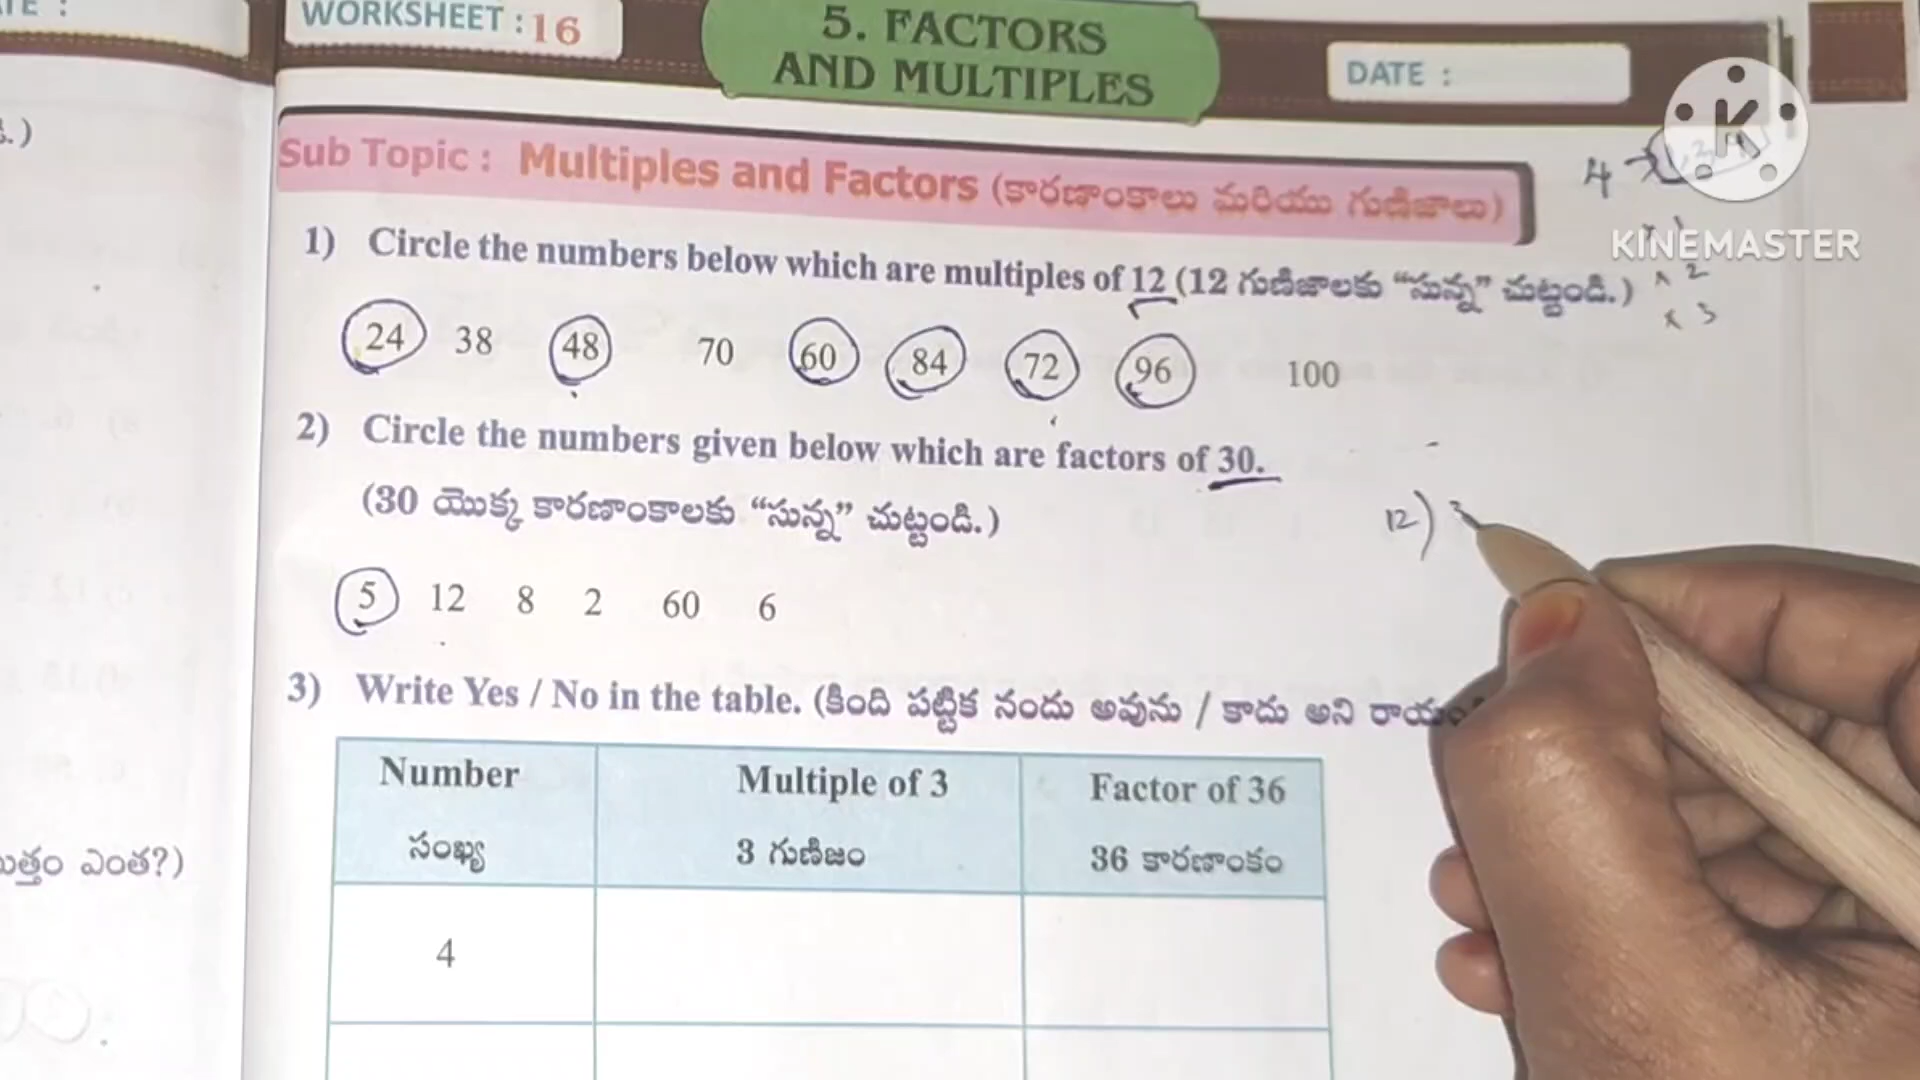 WORKSHEET : 16
5. FACTORS
AND MULTIPLES
DATE :
Sub Topic : Multiples and Factors (కారణాంకాలు మరియు గుణిజాలు)
KINEMASTER
1) Circle the numbers below which are multiples of 12 (12 గుణిజాలకు “సున్న” చుట్టండి.)
× 2
× 3
24 38 48 70 60 84 72 96 100
2) Circle the numbers given below which are factors of 30.
(30 యొక్క కారణాంకాలకు “సున్న” చుట్టండి.)
12) 3
5 12 8 2 60 6
3) Write Yes / No in the table. (కింది పట్టిక నందు అవును / కాదు అని
Number Multiple of 3 Factor of 36
సంఖ్య 3 గుణిజం 36 కారణాంకం
ఎంత?)
4